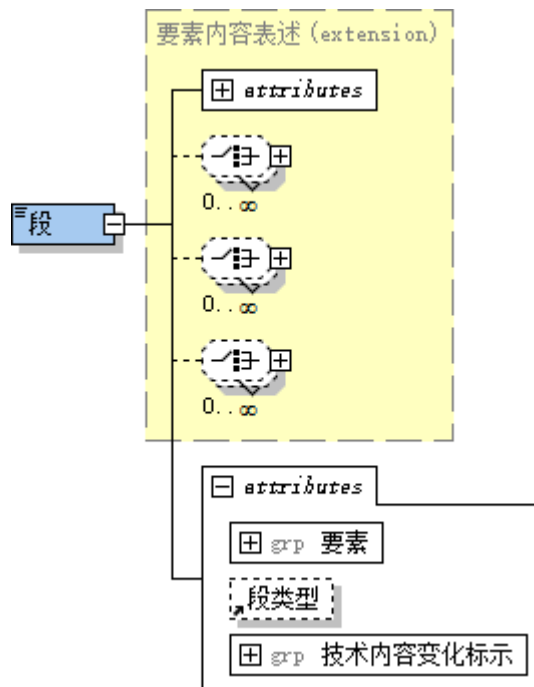 要素内容表述(extension)
attributes
0..∞
段
0..∞
0..∞
attributes
grp 要素
段类型
grp 技术内容变化标示